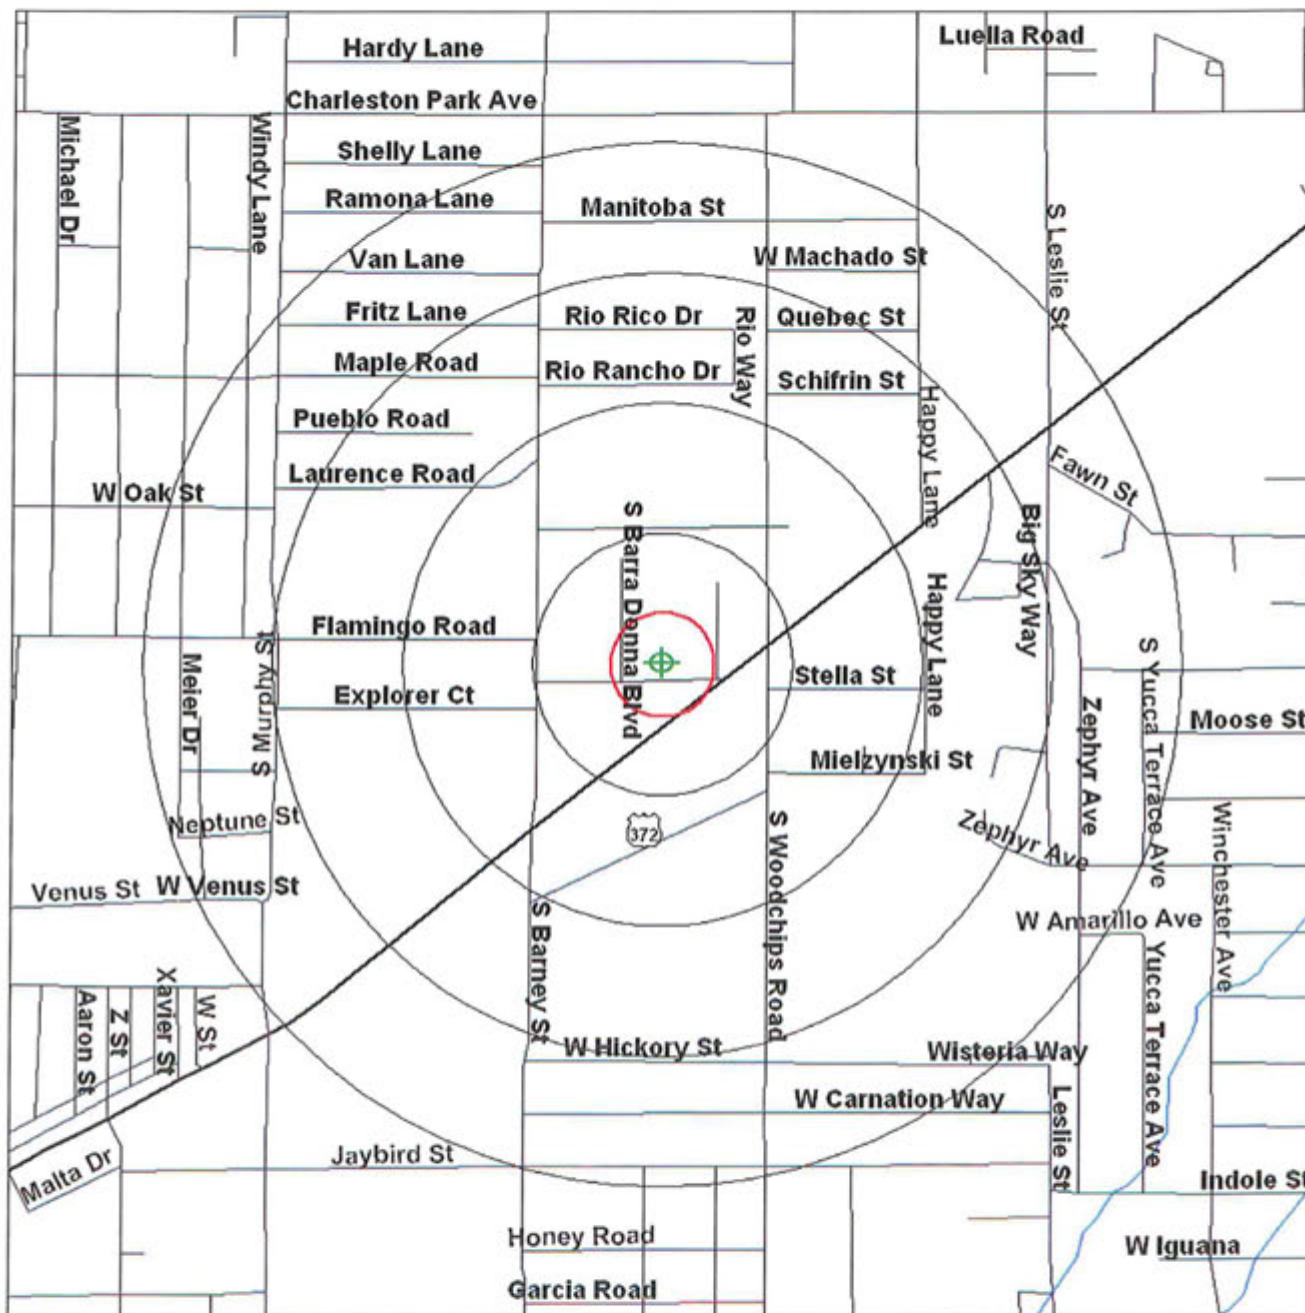 Luella Road
Hardy Lane
Charleston Park Ave
Michael Dr
Windy Lane
Shelly Lane
Ramona Lane
Manitoba St
S Leslie St
Van Lane
W Machado St
Fritz Lane
Rio Rico Dr
Rio Way
Quebec St
Maple Road
Rio Rancho Dr
Schifrin St
Pueblo Road
Happy Lane
Laurence Road
Fawn St
W Oak St
S Barra Donna Blvd
Big Sky Way
Flamingo Road
Happy Lane
Meier Dr
S Murphy St
Explorer Ct
Stella St
S Yucca Terrace Ave
Zephyr Ave
Moose St
Mielzynski St
Neptune St
372
S Woodchips Road
Zephyr Ave
Winchester Ave
Venus St
W Venus St
S Barney St
W Amarillo Ave
Yucca Terrace Ave
Aaron St
Z St
Xavier St
W St
W Hickory St
Wisteria Way
W Carnation Way
Leslie St
Malta Dr
Jaybird St
Indole St
Honey Road
W Iguana
Garcia Road